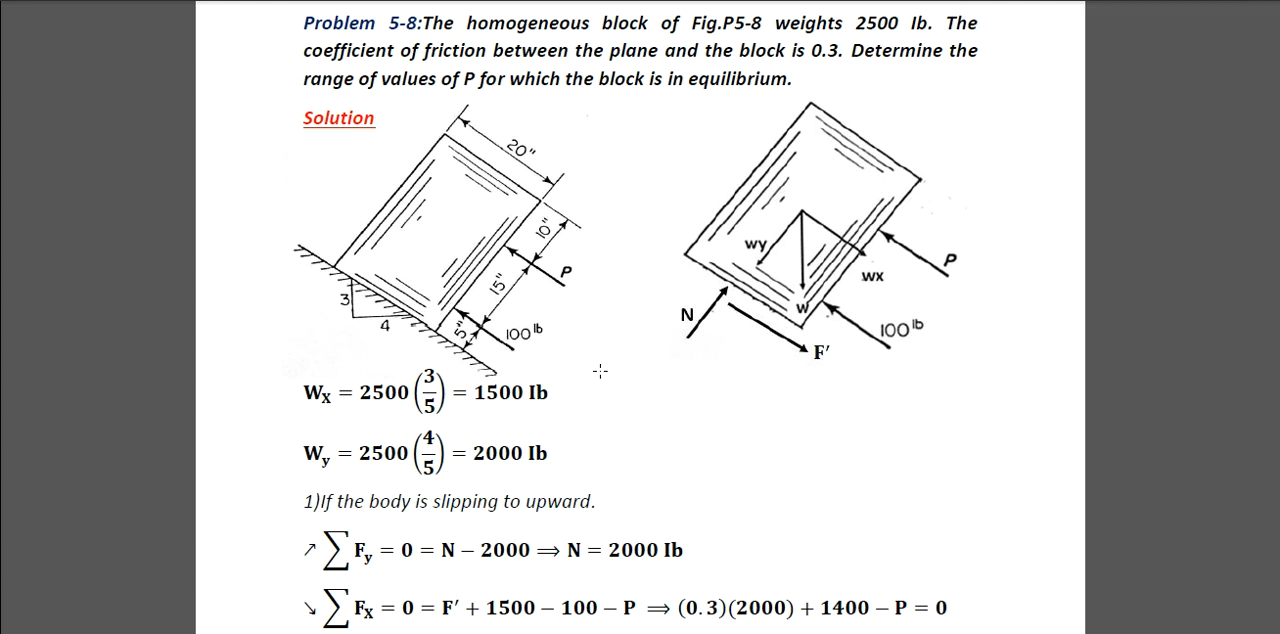 Problem 5-8:The homogeneous block of Fig.P5-8 weights 2500 Ib. The
coefficient of friction between the plane and the block is 0.3. Determine the
range of values of P for which the block is in equilibrium.
Solution
20"
10"
15"
5"
P
100 lb
3
4
wy
wx
W
P
N
100 lb
F′
Wx = 2500 (3/5) = 1500 Ib
Wy = 2500 (4/5) = 2000 Ib
1)If the body is slipping to upward.
↗ ∑ Fy = 0 = N − 2000 ⟹ N = 2000 Ib
↘ ∑ Fx = 0 = F′ + 1500 − 100 − P ⟹ (0.3)(2000) + 1400 − P = 0